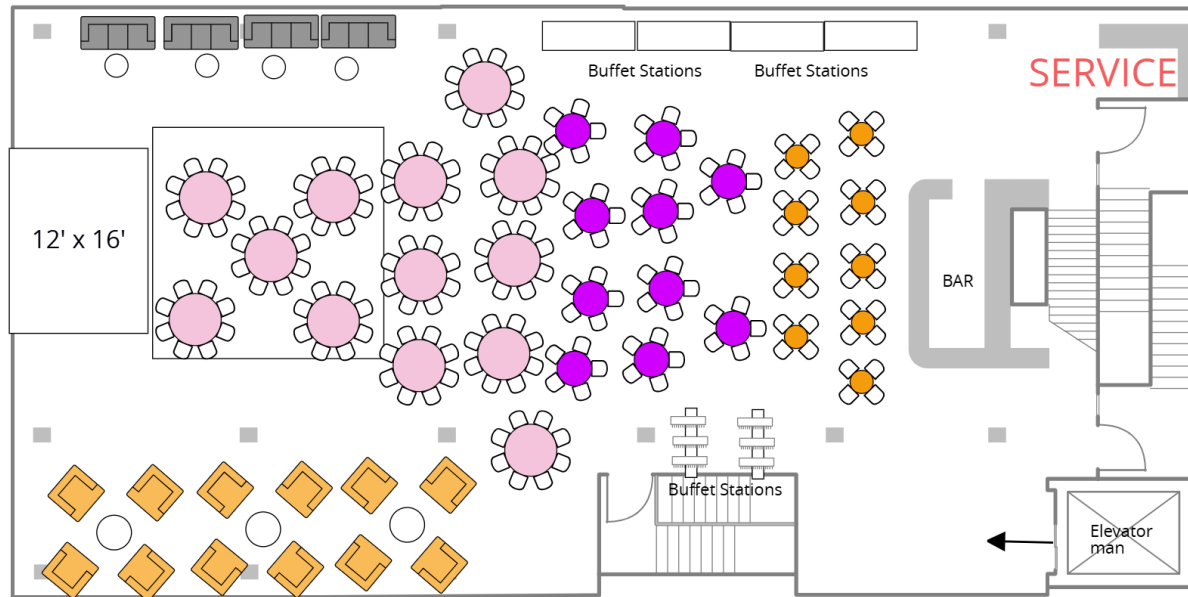 Buffet Stations
Buffet Stations
SERVICE
12' x 16'
BAR
Buffet Stations
Elevator
man